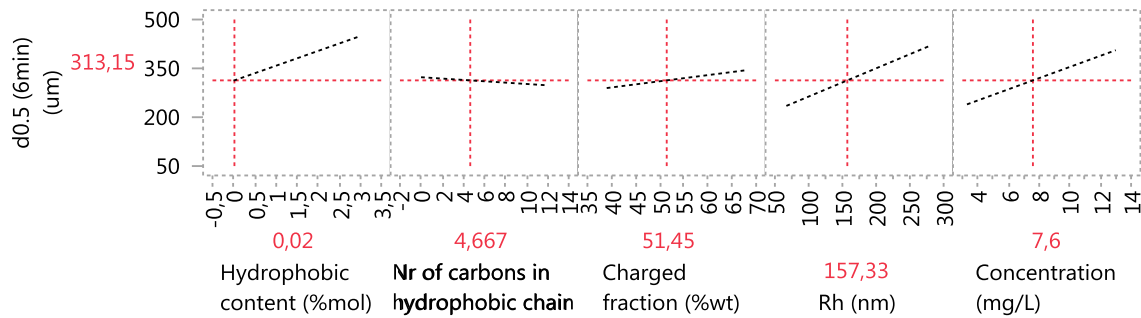 d0.5 (6min)
(um)
313,15
500
350
200
50
-0,5 0 0,5 1 1,5 2 2,5 3 3,5
-2 0 2 4 6 8 10 12 14
35 40 45 50 55 60 65 70
50 100 150 200 250 300
4 6 8 10 12 14
0,02
4,667
51,45
157,33
7,6
Hydrophobic
content (%mol)
Nr of carbons in
hydrophobic chain
Charged
fraction (%wt)
Rh (nm)
Concentration
(mg/L)